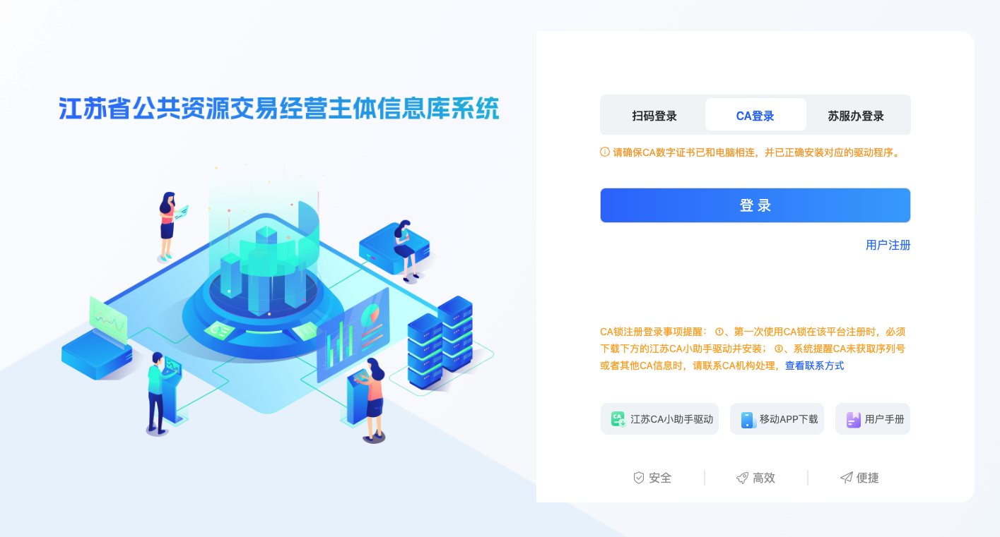 江苏省公共资源交易经营主体信息库系统
扫码登录 CA登录 苏服办登录
请确保CA数字证书已和电脑相连，并已正确安装对应的驱动程序。
登 录
用户注册
CA锁注册登录事项提醒： ①、第一次使用CA锁在该平台注册时，必须
下载下方的江苏CA小助手驱动并安装； ②、系统提醒CA未获取序列号
或者其他CA信息时，请联系CA机构处理，查看联系方式
CA 江苏CA小助手驱动 移动APP下载 用户手册
安全 高效 便捷